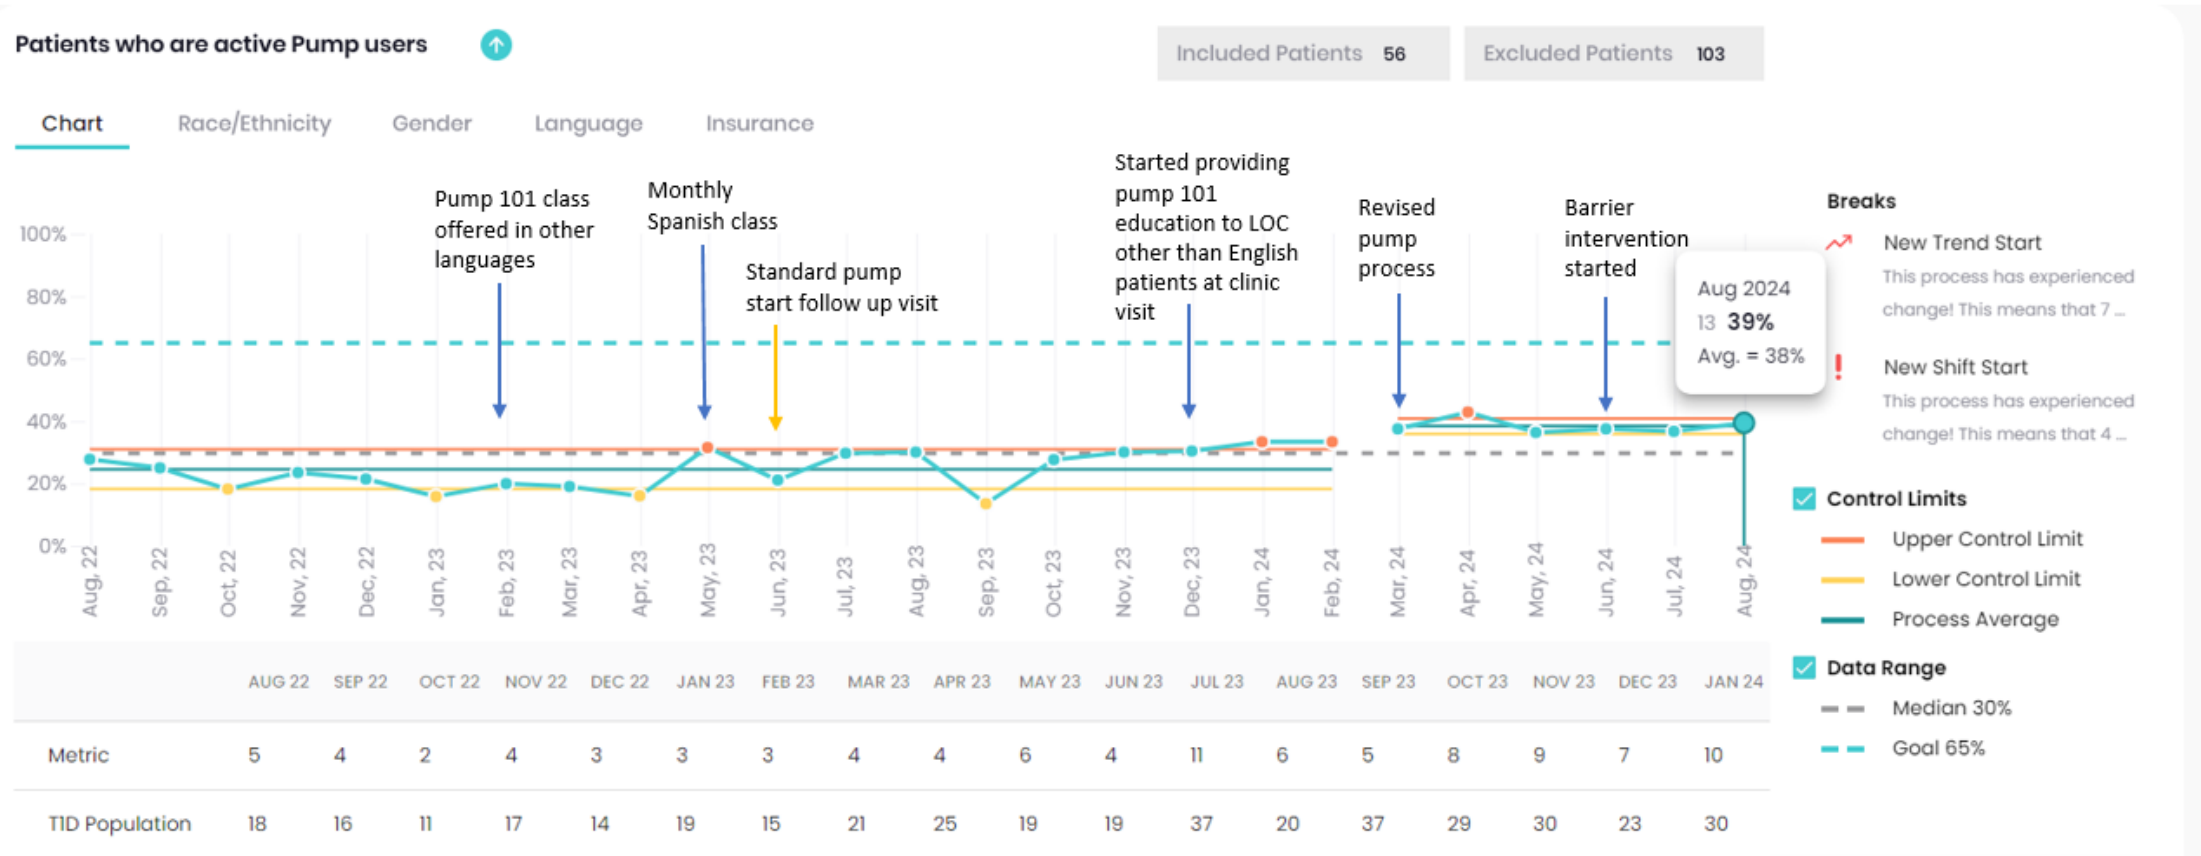 Patients who are active Pump users
Included Patients 56
Excluded Patients 103
Chart
Race/Ethnicity
Gender
Language
Insurance
Pump 101 class
offered in other
languages
Monthly
Spanish class
Standard pump
start follow up visit
Started providing
pump 101
education to LOC
other than English
patients at clinic
visit
Revised
pump
process
Barrier
intervention
started
Aug 2024
13 39%
Avg. = 38%
100%
80%
60%
40%
20%
0%
Aug, 22
Sep, 22
Oct, 22
Nov, 22
Dec, 22
Jan, 23
Feb, 23
Mar, 23
Apr, 23
May, 23
Jun, 23
Jul, 23
Aug, 23
Sep, 23
Oct, 23
Nov, 23
Dec, 23
Jan, 24
Feb, 24
Mar, 24
Apr, 24
May, 24
Jun, 24
Jul, 24
Aug, 24
Breaks
New Trend Start
This process has experienced
change! This means that 7 ...
New Shift Start
This process has experienced
change! This means that 4 ...
Control Limits
Upper Control Limit
Lower Control Limit
Process Average
Data Range
Median 30%
Goal 65%
AUG 22 SEP 22 OCT 22 NOV 22 DEC 22 JAN 23 FEB 23 MAR 23 APR 23 MAY 23 JUN 23 JUL 23 AUG 23 SEP 23 OCT 23 NOV 23 DEC 23 JAN 24
Metric 5 4 2 4 3 3 3 4 4 6 4 11 6 5 8 9 7 10
T1D Population 18 16 11 17 14 19 15 21 25 19 19 37 20 37 29 30 23 30